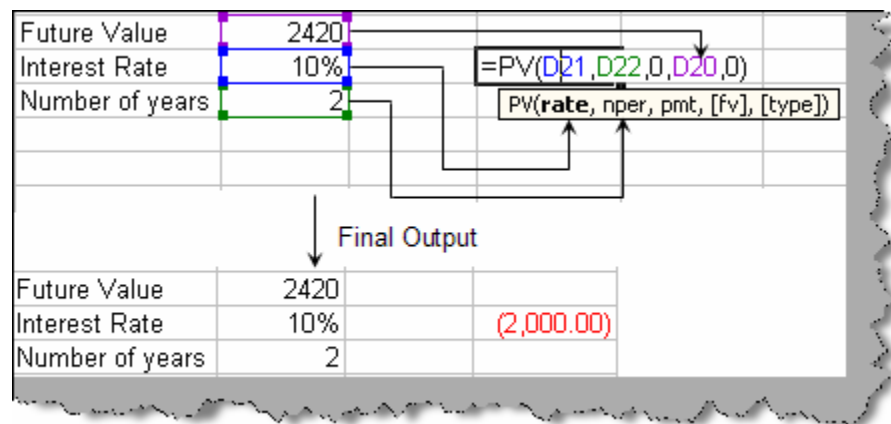 Future Value 2420
Interest Rate 10% =PV(D21,D22,0,D20,0)
Number of years 2 PV(rate, nper, pmt, [fv], [type])
Final Output
Future Value 2420
Interest Rate 10% (2,000.00)
Number of years 2